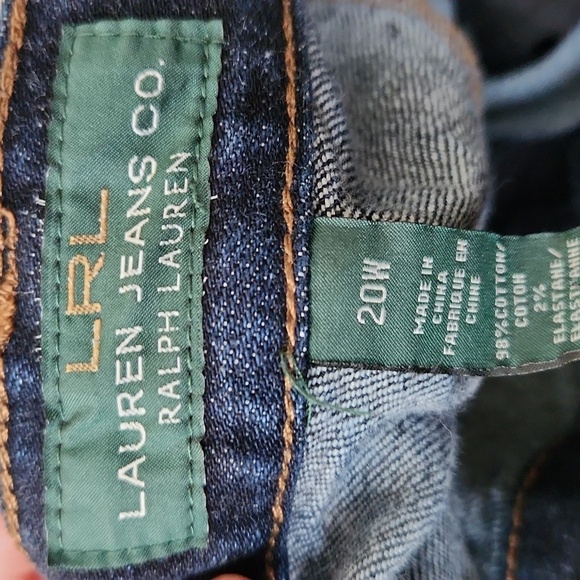 LRL
LAUREN JEANS CO.
RALPH LAUREN
20W
MADE IN
CHINA
FABRIQUE EN
CHINE
98% COTTON/
COTON
2%
ELASTANE/